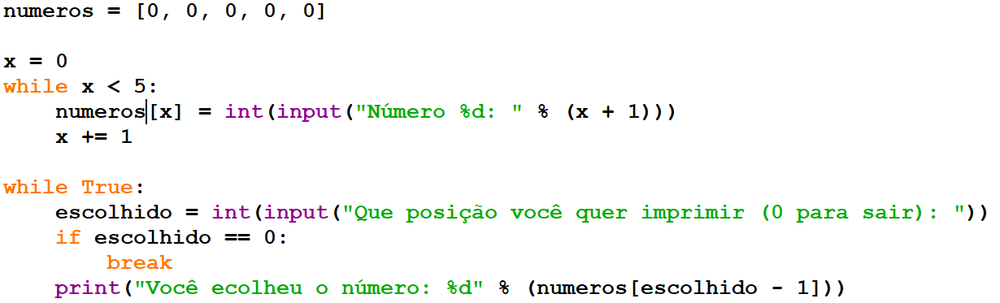 numeros = [0, 0, 0, 0, 0]
x = 0
while x < 5:
    numeros[x] = int(input("Número %d: " % (x + 1)))
    x += 1
while True:
    escolhido = int(input("Que posição você quer imprimir (0 para sair): "))
    if escolhido == 0:
        break
    print("Você ecolheu o número: %d" % (numeros[escolhido - 1]))